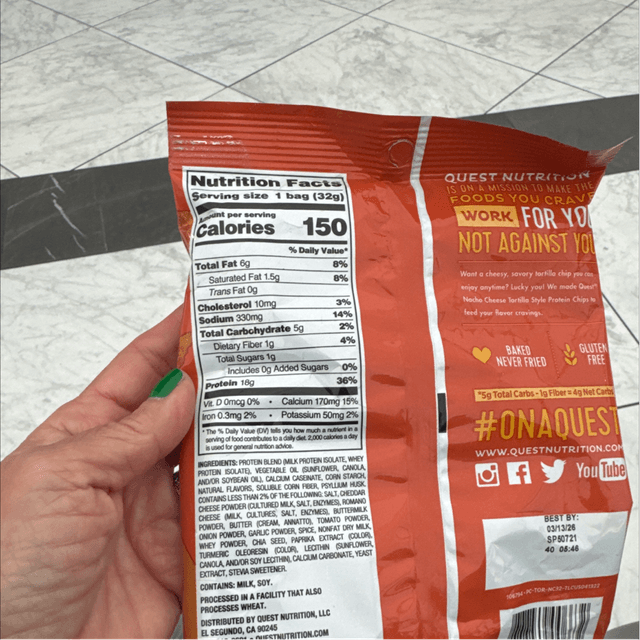 Nutrition Facts
Serving size 1 bag (32g)
Amount per serving
Calories 150
% Daily Value*
Total Fat 6g 8%
Saturated Fat 1.5g 8%
Trans Fat 0g
Cholesterol 10mg 3%
Sodium 330mg 14%
Total Carbohydrate 5g 2%
Dietary Fiber 1g 4%
Total Sugars 1g
Includes 0g Added Sugars 0%
Protein 18g 36%
Vit. D 0mcg 0% • Calcium 170mg 15%
Iron 0.3mg 2% • Potassium 50mg 2%
*The % Daily Value (DV) tells you how much a nutrient in a
serving of food contributes to a daily diet. 2,000 calories a day
is used for general nutrition advice.
INGREDIENTS: PROTEIN BLEND (MILK PROTEIN ISOLATE, WHEY
PROTEIN ISOLATE), VEGETABLE OIL (SUNFLOWER, CANOLA,
AND/OR SOYBEAN OIL), CALCIUM CASEINATE, CORN STARCH,
NATURAL FLAVORS, SOLUBLE CORN FIBER, PSYLLIUM HUSK.
CONTAINS LESS THAN 2% OF THE FOLLOWING: SALT, CHEDDAR
CHEESE POWDER (CULTURED MILK, SALT, ENZYMES), ROMANO
CHEESE (MILK, CULTURES, SALT, ENZYMES), BUTTERMILK
POWDER, BUTTER (CREAM, ANNATTO), TOMATO POWDER,
ONION POWDER, GARLIC POWDER, SPICE, NONFAT DRY MILK,
WHEY POWDER, CHIA SEED, PAPRIKA EXTRACT (COLOR),
TURMERIC OLEORESIN (COLOR), LECITHIN (SUNFLOWER,
CANOLA, AND/OR SOY LECITHIN), CALCIUM CARBONATE, YEAST
EXTRACT, STEVIA SWEETENER.
CONTAINS: MILK, SOY.
PROCESSED IN A FACILITY THAT ALSO
PROCESSES WHEAT.
DISTRIBUTED BY QUEST NUTRITION, LLC
EL SEGUNDO, CA 90245
QUESTNUTRITION.COM
QUEST NUTRITION
IS ON A MISSION TO MAKE THE
FOODS YOU CRAVE
WORK FOR YO
NOT AGAINST YOU
Want a cheesy, savory tortilla chip you can
enjoy anytime? Lucky you! We made Quest
Nacho Cheese Tortilla Style Protein Chips to
feed your flavor cravings.
BAKED
NEVER FRIED
GLUTEN
FREE
*5g Total Carbs - 1g Fiber = 4g Net Carbs
#ONAQUEST
WWW.QUESTNUTRITION.COM
f
YouTube
BEST BY:
03/13/26
SP50721
40 05:46